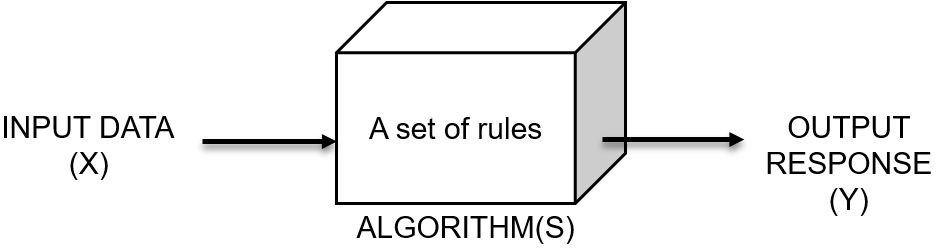 INPUT DATA
(X)
A set of rules
ALGORITHM(S)
OUTPUT
RESPONSE
(Y)